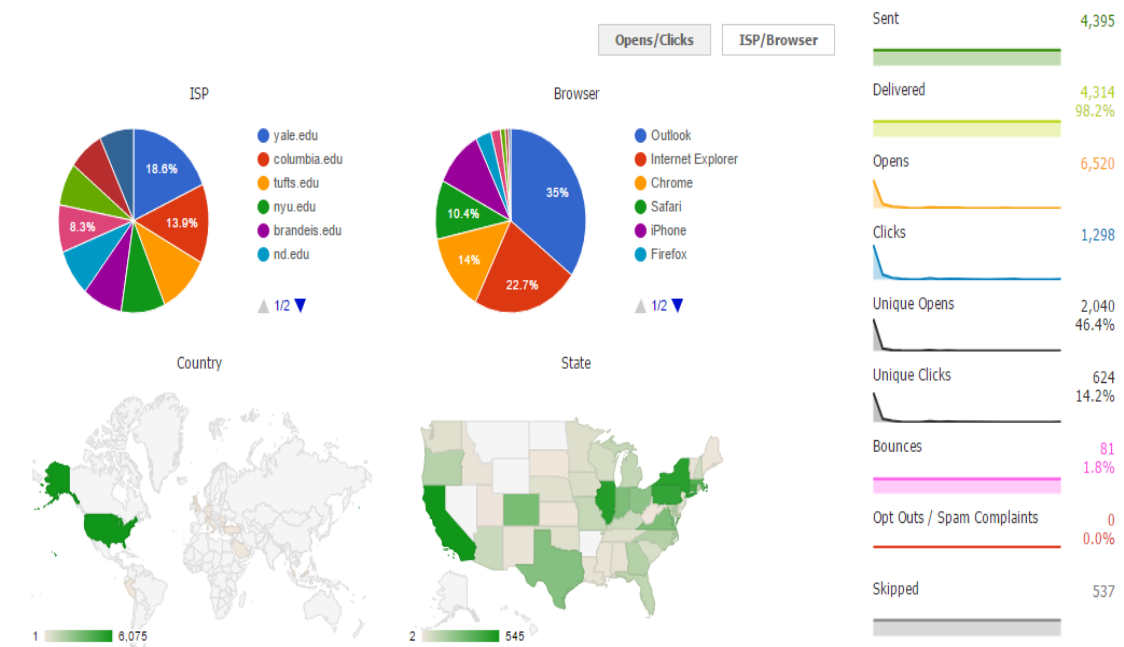 Opens/Clicks
ISP/Browser
ISP
18.6%
13.9%
8.3%
yale.edu
columbia.edu
tufts.edu
nyu.edu
brandeis.edu
nd.edu
1/2
Browser
35%
22.7%
14%
10.4%
Outlook
Internet Explorer
Chrome
Safari
iPhone
Firefox
1/2
Country
1
6,075
State
2
545
Sent
4,395
Delivered
4,314
98.2%
Opens
6,520
Clicks
1,298
Unique Opens
2,040
46.4%
Unique Clicks
624
14.2%
Bounces
81
1.8%
Opt Outs / Spam Complaints
0
0.0%
Skipped
537